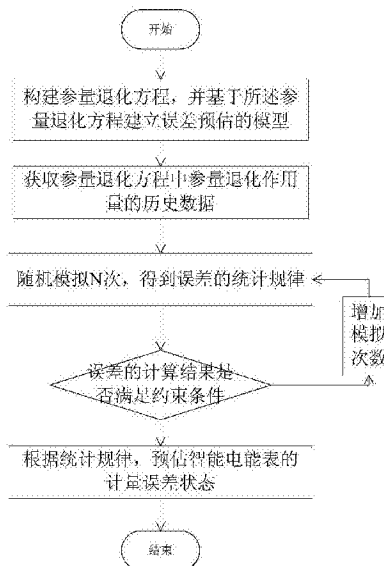 开始
构建参量退化方程，并基于所述参
量退化方程建立误差预估的模型
获取参量退化方程中参量退化作用
量的历史数据
随机模拟N次，得到误差的统计规律
增加
模拟
次数
误差的计算结果是
否满足约束条件
根据统计规律，预估智能电能表的
计量误差状态
结束